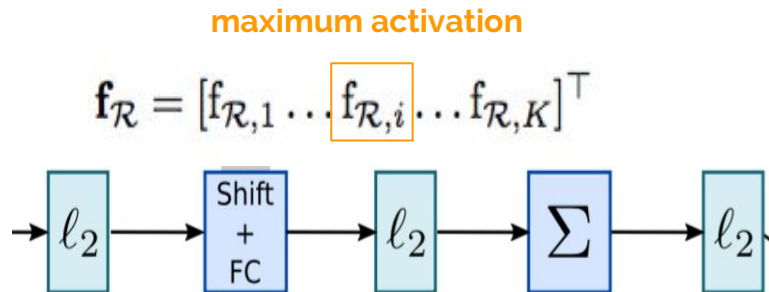 maximum activation
f_ℛ = [f_ℛ,1 … f_ℛ,i … f_ℛ,K]^⊤
ℓ₂
Shift
+
FC
ℓ₂
Σ
ℓ₂